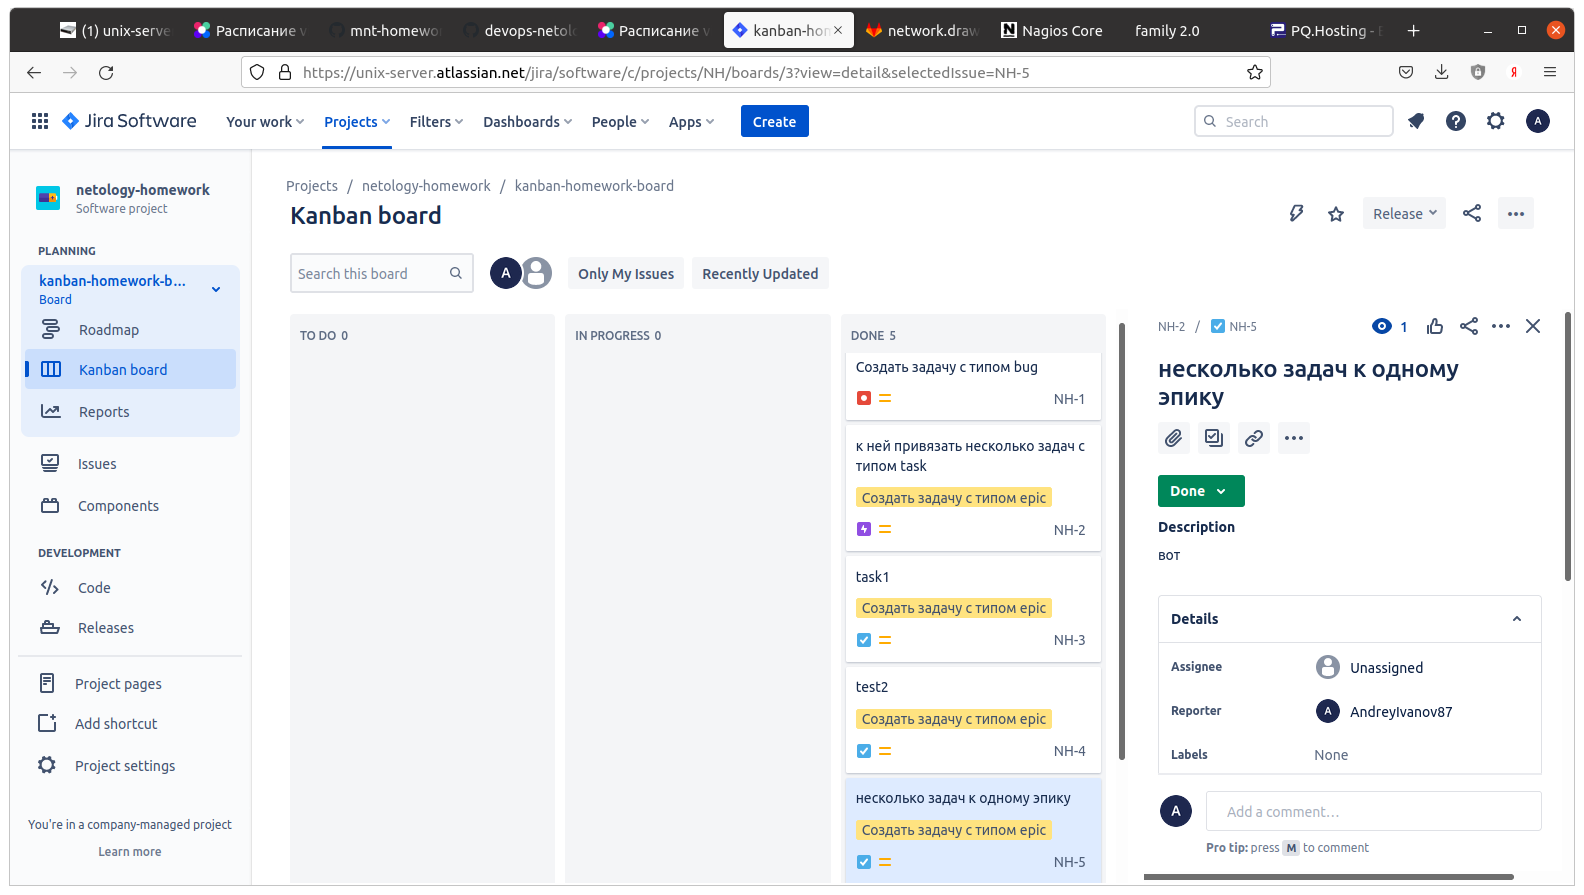 (1) unix-serve
Расписание
mnt-homewor
devops-netolo
Расписание
kanban-hom
network.draw
Nagios Core
family 2.0
PQ.Hosting -
https://unix-server.atlassian.net/jira/software/c/projects/NH/boards/3?view=detail&selectedIssue=NH-5
Я
Jira Software
Your work
Projects
Filters
Dashboards
People
Apps
Create
Search
A
netology-homework
Software project
PLANNING
kanban-homework-b...
Board
Roadmap
Kanban board
Reports
Issues
Components
DEVELOPMENT
Code
Releases
Project pages
Add shortcut
Project settings
You're in a company-managed project
Learn more
Projects / netology-homework / kanban-homework-board
Kanban board
Release
Search this board
A
Only My Issues
Recently Updated
TO DO 0
IN PROGRESS 0
DONE 5
Создать задачу с типом bug
NH-1
к ней привязать несколько задач с
типом task
Создать задачу с типом epic
NH-2
task1
Создать задачу с типом epic
NH-3
test2
Создать задачу с типом epic
NH-4
несколько задач к одному эпику
Создать задачу с типом epic
NH-5
NH-2 / NH-5
1
несколько задач к одному
эпику
Done
Description
вот
Details
Assignee
Unassigned
Reporter
A
AndreyIvanov87
Labels
None
A
Add a comment...
Pro tip: press M to comment